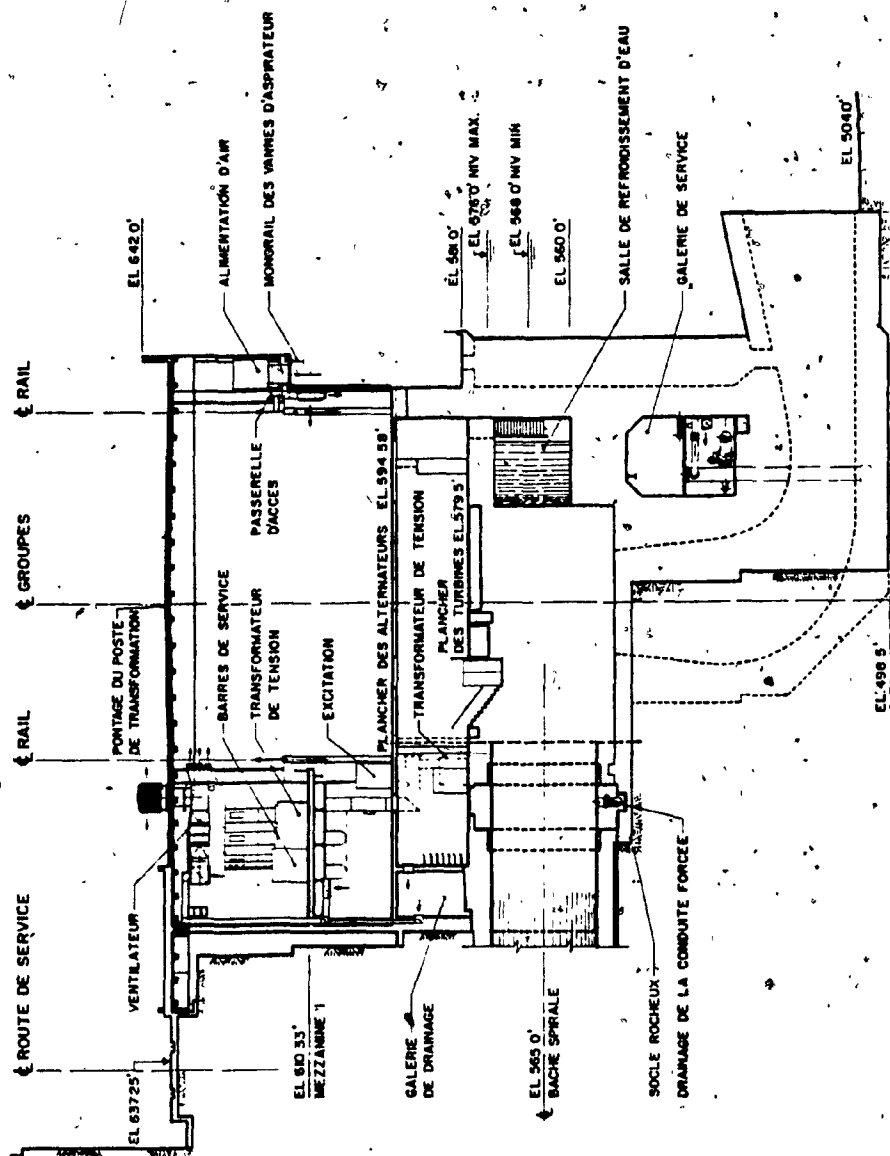 ℄ ROUTE DE SERVICE
℄ RAIL
℄ GROUPES
℄ RAIL
PONTAGE DU POSTE
DE TRANSFORMATION
EL 642 0'
EL 637 25'
VENTILATEUR
BARRES DE SERVICE
TRANSFORMATEUR
DE TENSION
EXCITATION
PASSERELLE
D'ACCES
ALIMENTATION D'AIR
MONORAIL DES VANNES D'ASPIRATEUR
EL 610 33'
MEZZANINE 1
PLANCHER DES ALTERNATEURS EL. 594 58'
GALERIE
DE DRAINAGE
TRANSFORMATEUR DE TENSION
PLANCHER
DES TURBINES EL. 579 5'
EL 581 0'
EL 576 0' NIV MAX.
EL 568 0' NIV MIN
EL 560 0'
℄ EL 565 0'
BACHE SPIRALE
SALLE DE REFROIDISSEMENT D'EAU
GALERIE DE SERVICE
SOCLE ROCHEUX
DRAINAGE DE LA CONDUITE FORCEE
EL 504 0'
EL. 498 5'